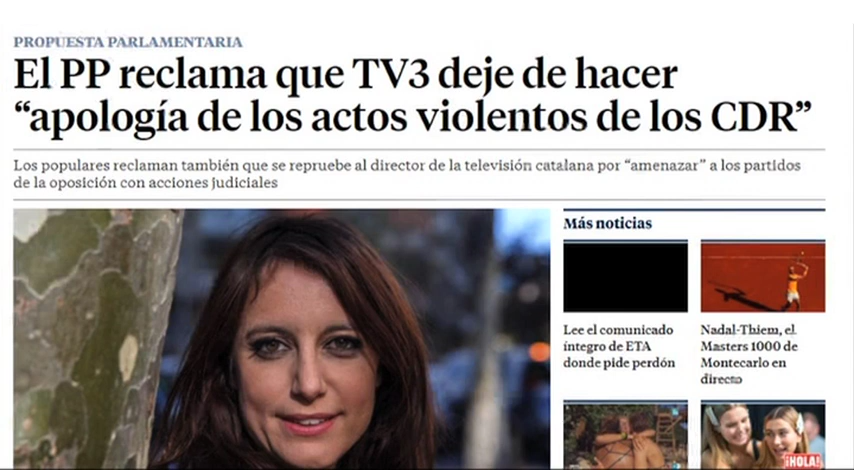 PROPUESTA PARLAMENTARIA
El PP reclama que TV3 deje de hacer
“apología de los actos violentos de los CDR”
Los populares reclaman también que se repruebe al director de la televisión catalana por “amenazar” a los partidos
de la oposición con acciones judiciales
Más noticias
Lee el comunicado
íntegro de ETA
donde pide perdón
Nadal-Thiem, el
Masters 1000 de
Montecarlo en
directo
¡HOLA!